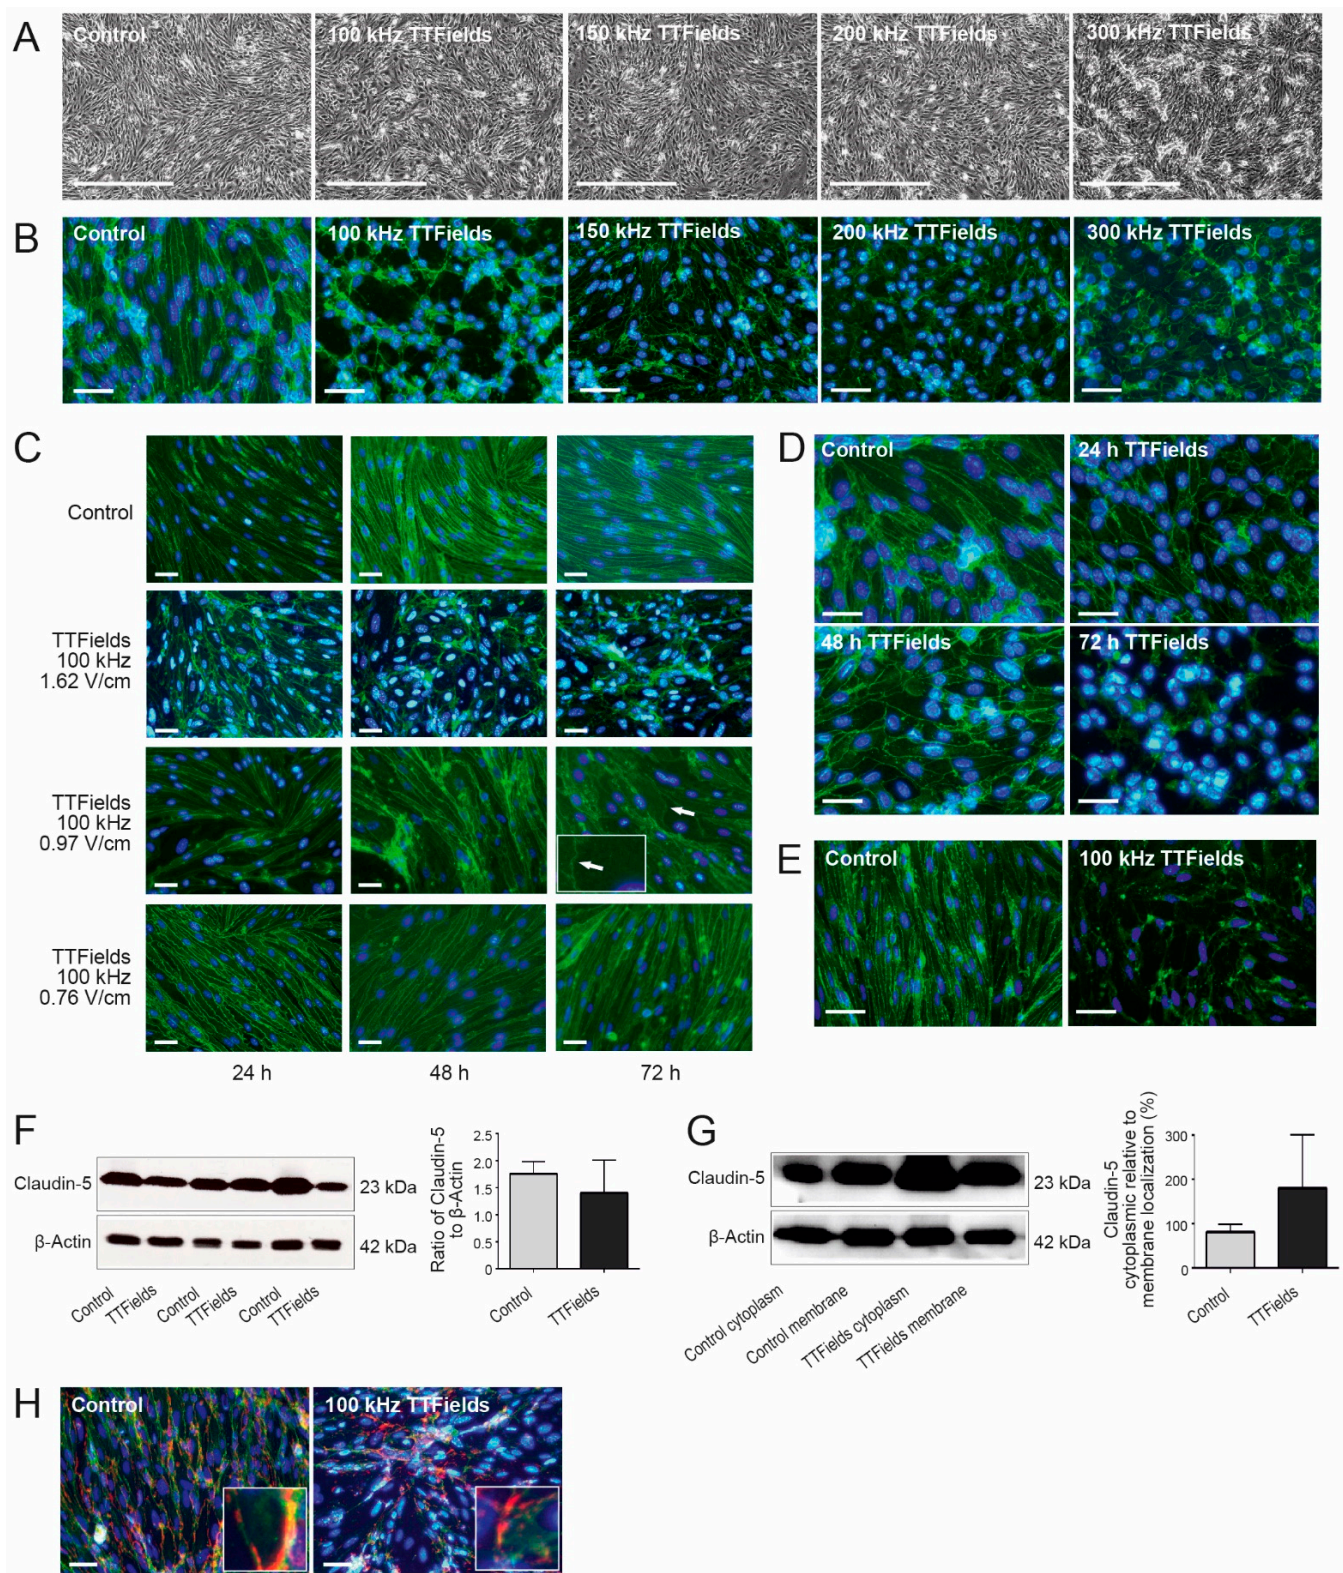 A
Control
100 kHz TTFields
150 kHz TTFields
200 kHz TTFields
300 kHz TTFields
B
Control
100 kHz TTFields
150 kHz TTFields
200 kHz TTFields
300 kHz TTFields
C
Control
TTFields
100 kHz
1.62 V/cm
TTFields
100 kHz
0.97 V/cm
TTFields
100 kHz
0.76 V/cm
24 h
48 h
72 h
D
Control
24 h TTFields
48 h TTFields
72 h TTFields
E
Control
100 kHz TTFields
F
Claudin-5
23 kDa
β-Actin
42 kDa
Control
TTFields
Control
TTFields
Control
TTFields
Ratio of Claudin-5
to β-Actin
2.5
2.0
1.5
1.0
0.5
0
Control
TTFields
G
Claudin-5
23 kDa
β-Actin
42 kDa
Control cytoplasm
Control membrane
TTFields cytoplasm
TTFields membrane
Claudin-5
cytoplasmic relative to
membrane localization (%)
300
200
100
0
Control
TTFields
H
Control
100 kHz TTFields